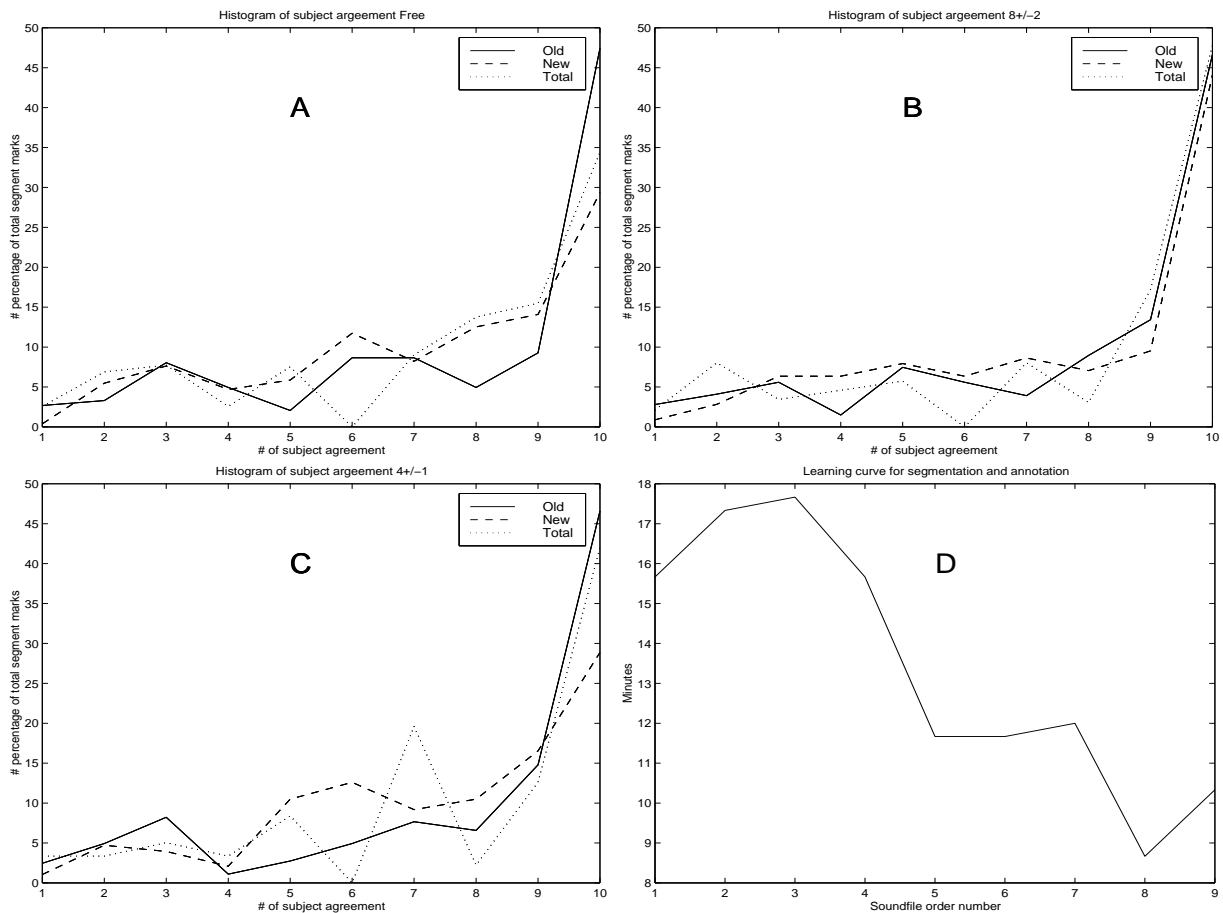 Histogram of subject argeement Free
50
45
40
35
30
25
20
15
10
5
0
# percentage of total segment marks
Old
New
Total
A
1 2 3 4 5 6 7 8 9 10
# of subject agreement
Histogram of subject argeement 8+/−2
50
45
40
35
30
25
20
15
10
5
0
# percentage of total segment marks
Old
New
Total
B
1 2 3 4 5 6 7 8 9 10
# of subject agreement
Histogram of subject argeement 4+/−1
50
45
40
35
30
25
20
15
10
5
0
# percentage of total segment marks
Old
New
Total
C
1 2 3 4 5 6 7 8 9 10
# of subject agreement
Learning curve for segmentation and annotation
18
17
16
15
14
13
12
11
10
9
8
Minutes
D
1 2 3 4 5 6 7 8 9
Soundfile order number